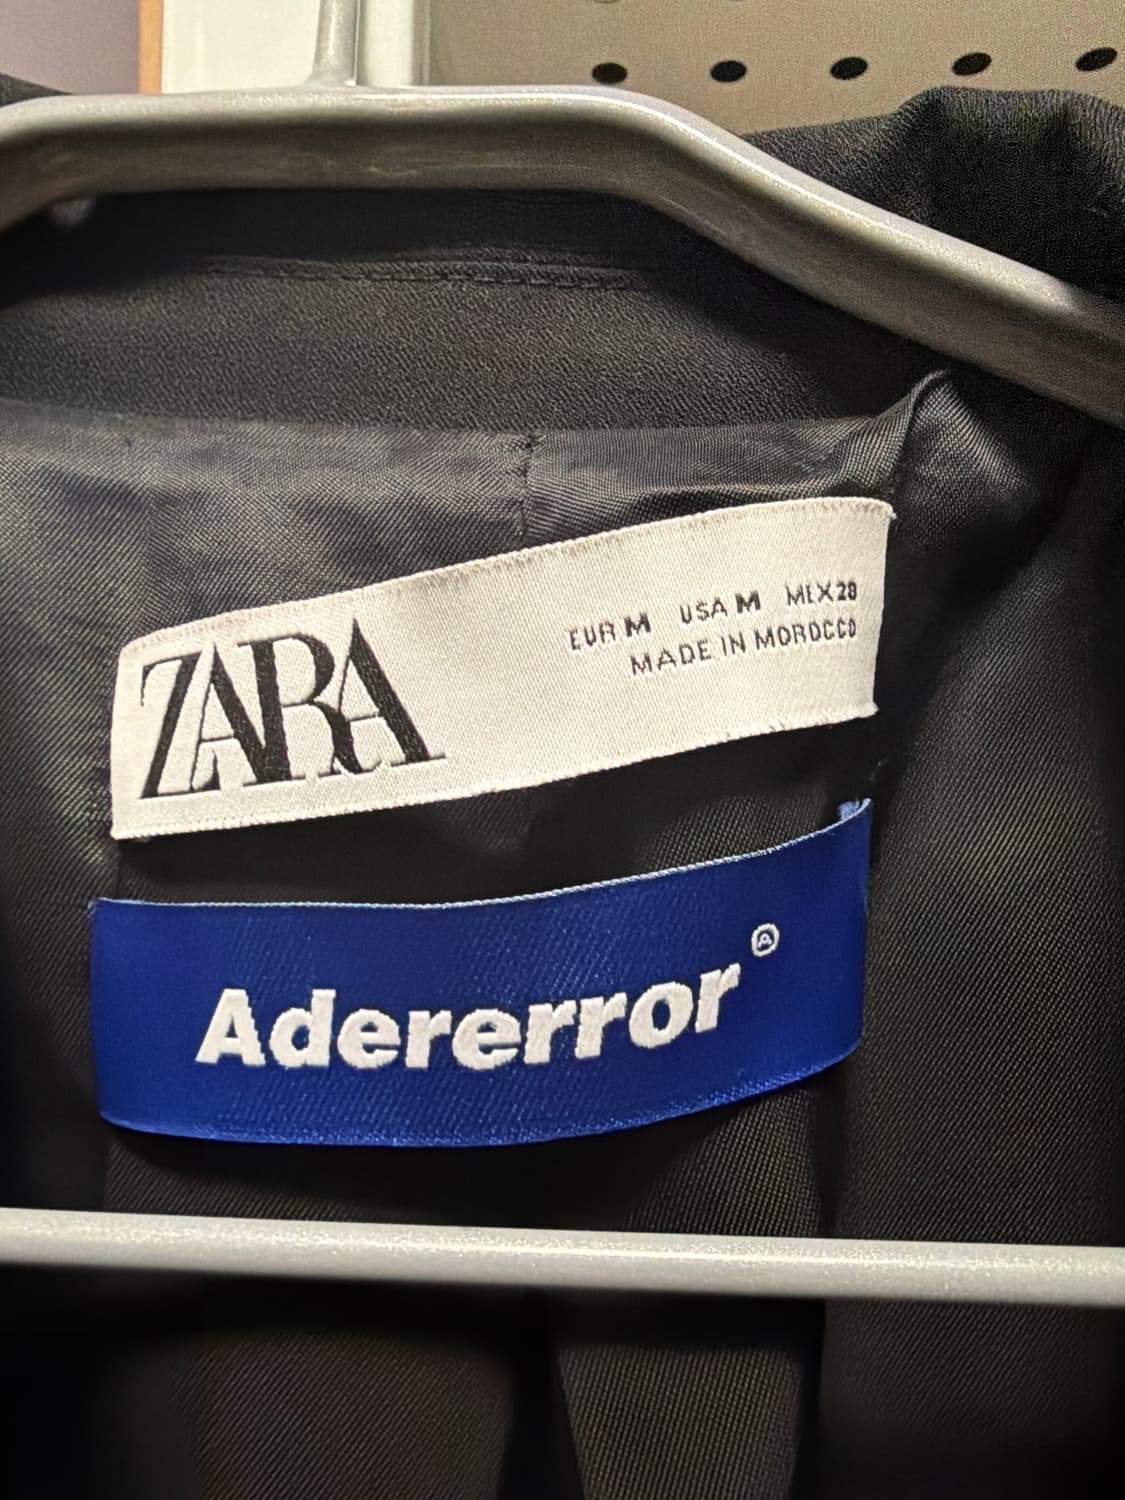 ZARA
EUR M USA M MEX 28
MADE IN MOROCCO
Adererror